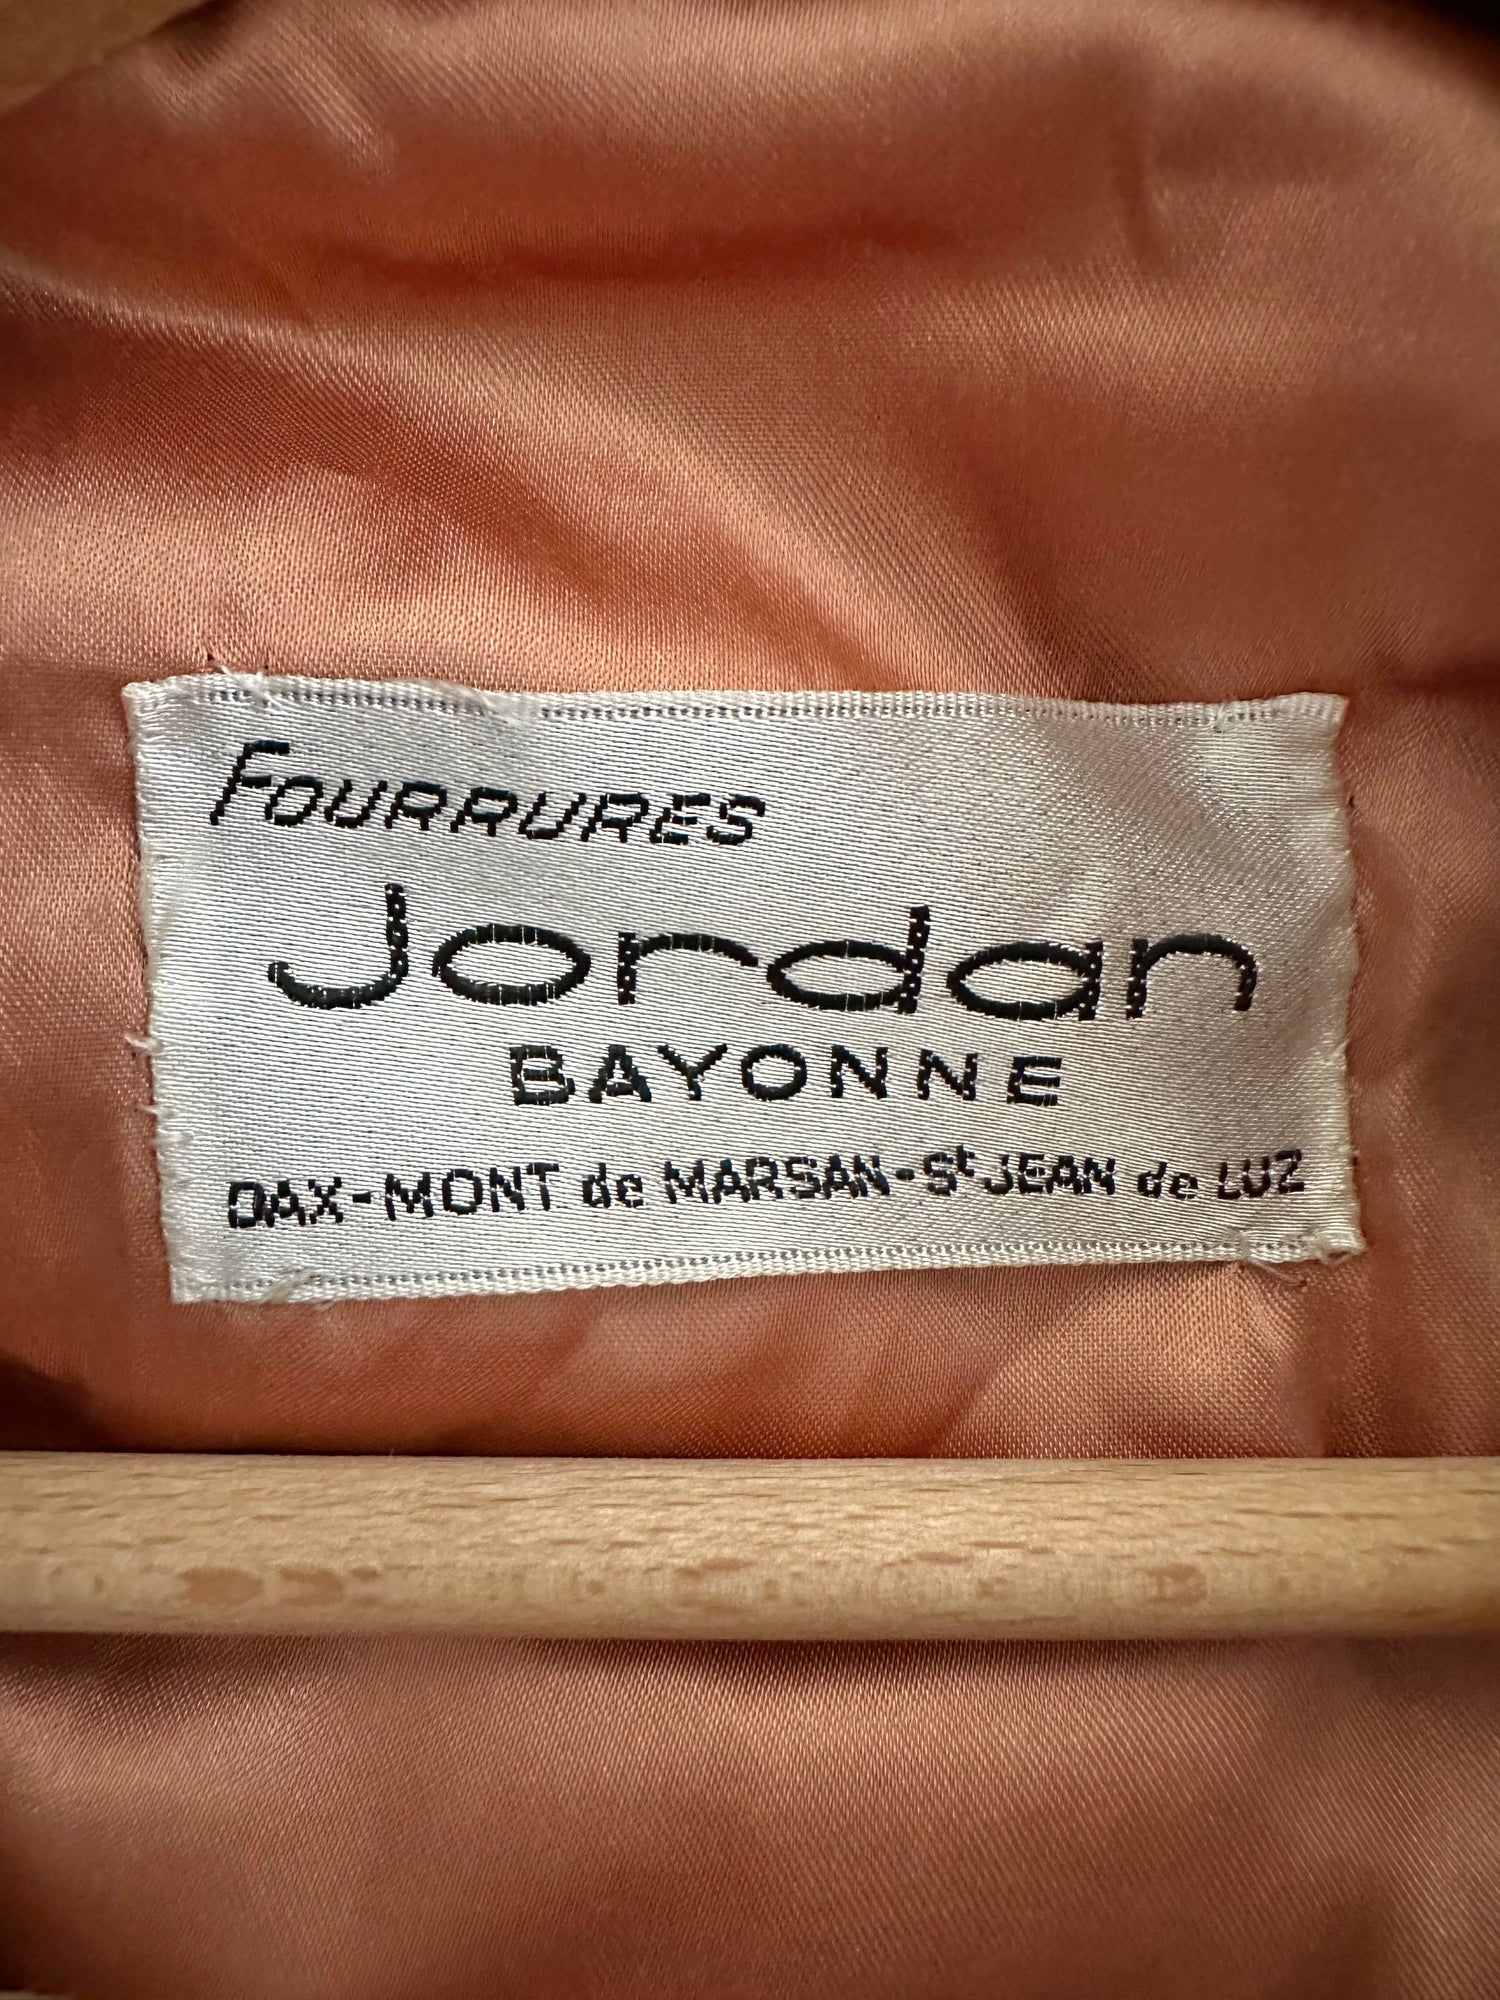 FOURRURES
Jordan
BAYONNE
DAX-MONT de MARSAN-St JEAN de LUZ